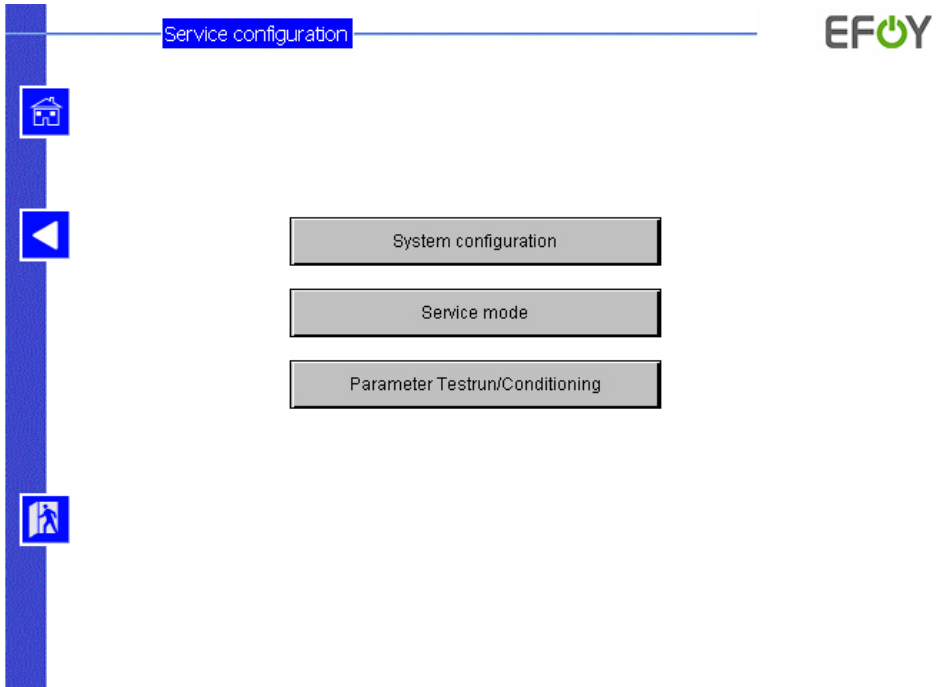 Service configuration
EFOY
System configuration
Service mode
Parameter Testrun/Conditioning